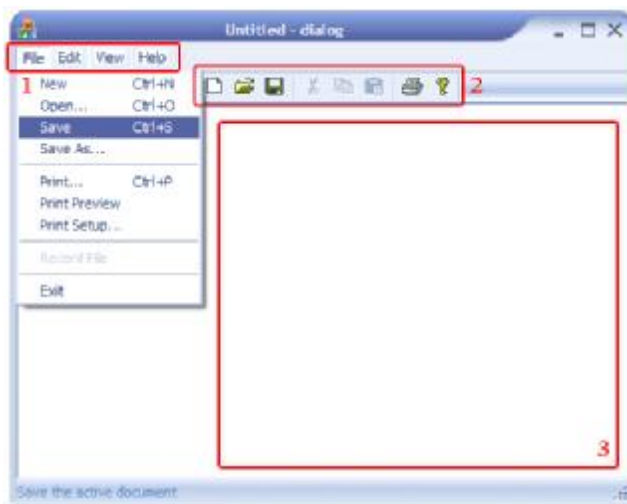 Untitled - dialog
File Edit View Help
1
New Ctrl+N
2
Open... Ctrl+O
Save Ctrl+S
Save As...
Print... Ctrl+P
Print Preview
Print Setup...
Recent File
Exit
3
Save the active document